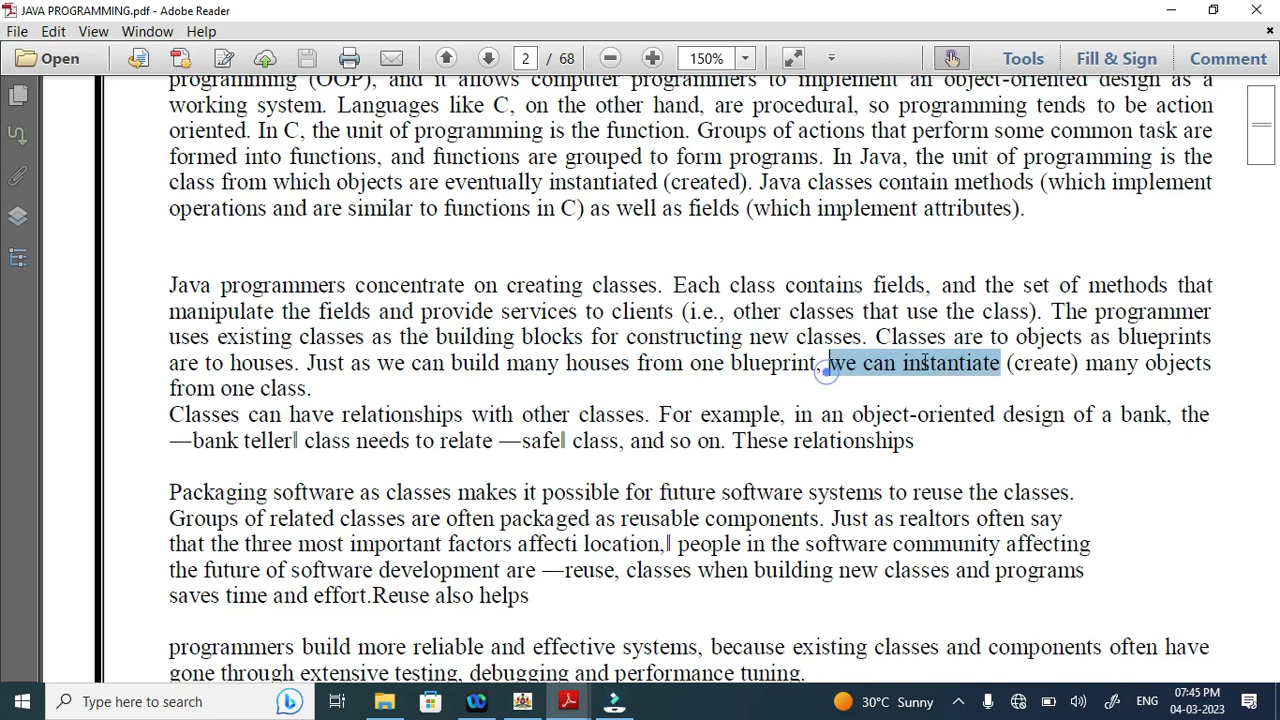 JAVA PROGRAMMING.pdf - Adobe Reader
File Edit View Window Help
Open 2 / 68 150% Tools Fill & Sign Comment
programming (OOP), and it allows computer programmers to implement an object-oriented design as a
working system. Languages like C, on the other hand, are procedural, so programming tends to be action
oriented. In C, the unit of programming is the function. Groups of actions that perform some common task are
formed into functions, and functions are grouped to form programs. In Java, the unit of programming is the
class from which objects are eventually instantiated (created). Java classes contain methods (which implement
operations and are similar to functions in C) as well as fields (which implement attributes).
Java programmers concentrate on creating classes. Each class contains fields, and the set of methods that
manipulate the fields and provide services to clients (i.e., other classes that use the class). The programmer
uses existing classes as the building blocks for constructing new classes. Classes are to objects as blueprints
are to houses. Just as we can build many houses from one blueprint, we can instantiate (create) many objects
from one class.
Classes can have relationships with other classes. For example, in an object-oriented design of a bank, the
―bank teller‖ class needs to relate ―safe‖ class, and so on. These relationships
Packaging software as classes makes it possible for future software systems to reuse the classes.
Groups of related classes are often packaged as reusable components. Just as realtors often say
that the three most important factors affecti location,‖ people in the software community affecting
the future of software development are ―reuse, classes when building new classes and programs
saves time and effort.Reuse also helps
programmers build more reliable and effective systems, because existing classes and components often have
gone through extensive testing, debugging and performance tuning.
Type here to search 30°C Sunny ENG 07:45 PM
04-03-2023